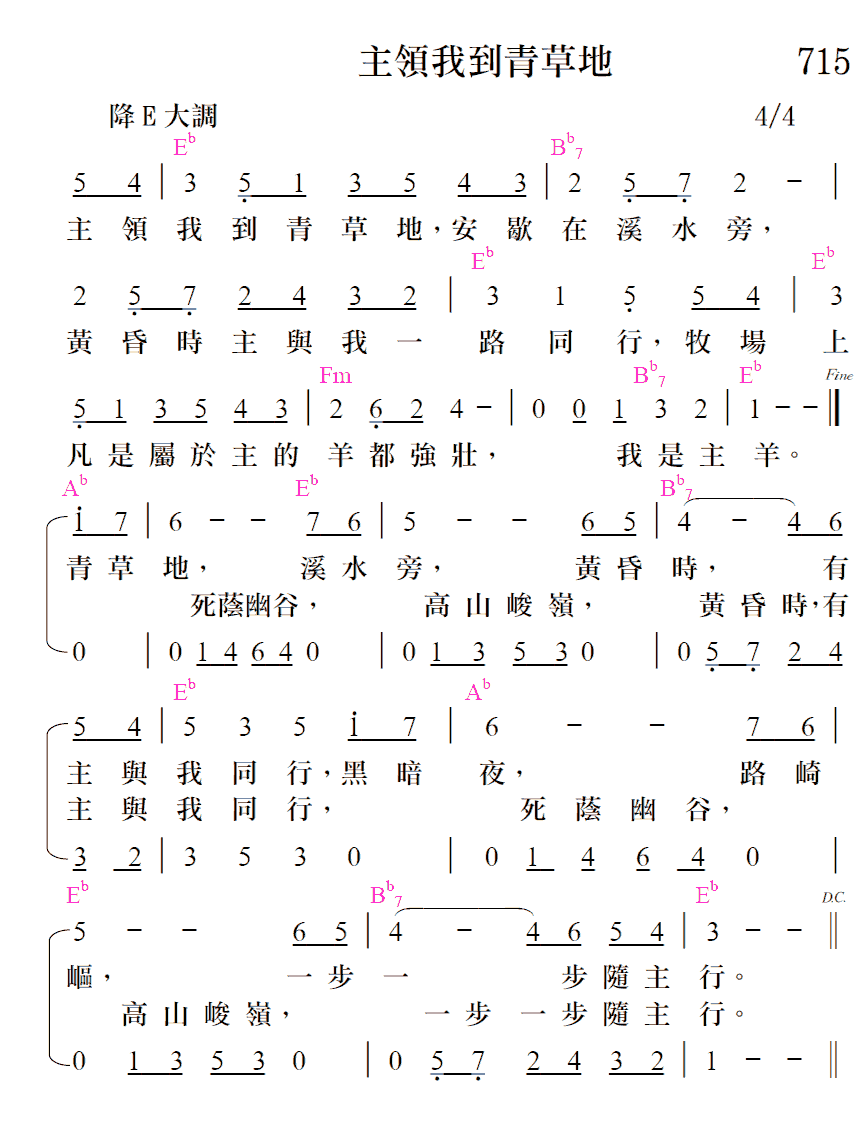 主領我到青草地 715
降 E 大調 4/4
E♭ B♭7
5 4 | 3 5̣ 1 3 5 4 3 | 2 5̣ 7̣ 2 － |
主 領 我 到 青 草 地，安 歇 在 溪 水 旁，
E♭ E♭
2 5̣ 7̣ 2 4 3 2 | 3 1 5̣ 5 4 | 3
黃 昏 時 主 與 我 一 路 同 行，牧 場 上
Fm B♭7 E♭ Fine
5̣ 1 3 5 4 3 | 2 6̣ 2 4 － | 0 0 1 3 2 | 1 － － ‖
凡 是 屬 於 主 的 羊 都 強 壯， 我 是 主 羊。
A♭ E♭ B♭7
1̇ 7 | 6 － － 7 6 | 5 － － 6 5 | 4 － 4 6
青 草 地， 溪 水 旁， 黃 昏 時， 有
死蔭幽谷， 高 山 峻 嶺， 黃 昏 時，有
0 | 0 1 4 6 4 0 | 0 1 3 5 3 0 | 0 5̣ 7̣ 2 4
E♭ A♭
5 4 | 5 3 5 1̇ 7 | 6 － － 7 6 |
主 與 我 同 行，黑 暗 夜， 路 崎
主 與 我 同 行， 死 蔭 幽 谷，
3 2 | 3 5 3 0 | 0 1 4 6 4 0 |
E♭ B♭7 E♭ D.C.
5 － － 6 5 | 4 － 4 6 5 4 | 3 － － ‖
嶇， 一 步 一 步 隨 主 行。
高 山 峻 嶺， 一 步 一 步 隨 主 行。
0 1 3 5 3 0 | 0 5̣ 7̣ 2 4 3 2 | 1 － － ‖